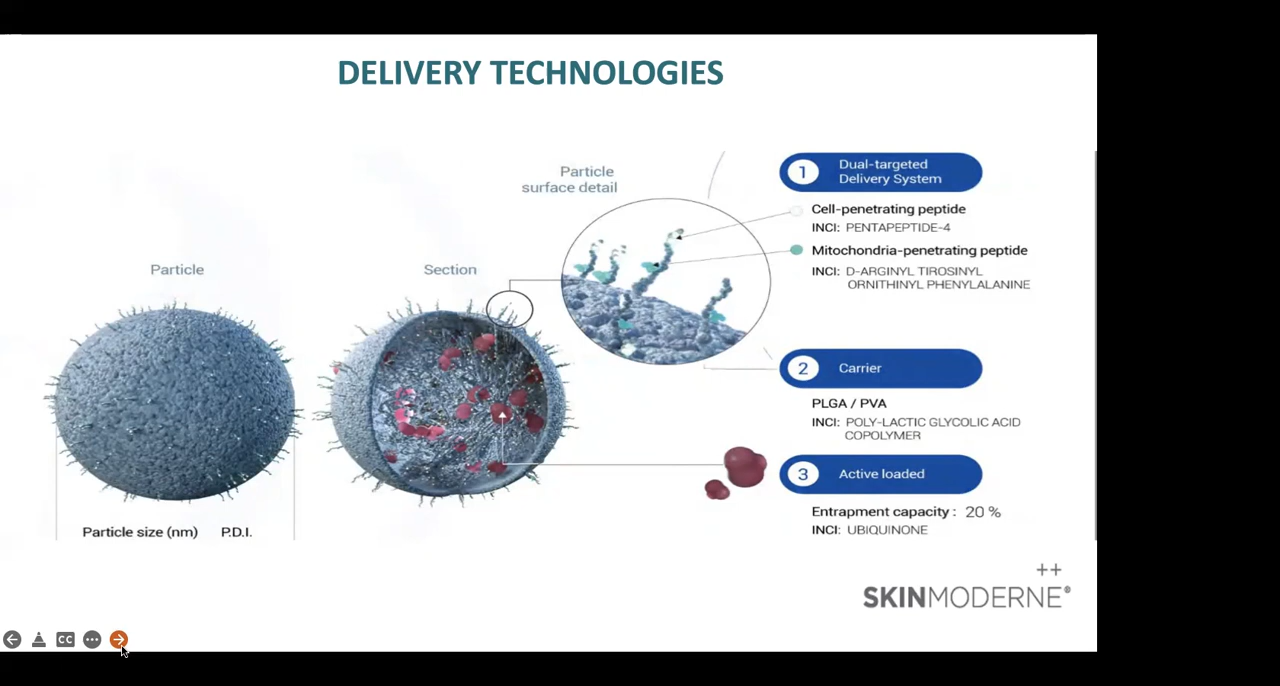 DELIVERY TECHNOLOGIES
Particle
surface detail
Particle
Section
1
Dual-targeted
Delivery System
Cell-penetrating peptide
INCI: PENTAPEPTIDE-4
Mitochondria-penetrating peptide
INCI: D-ARGINYL TIROSINYL
ORNITHINYL PHENYLALANINE
2
Carrier
PLGA / PVA
INCI: POLY-LACTIC GLYCOLIC ACID
COPOLYMER
3
Active loaded
Entrapment capacity : 20 %
INCI: UBIQUINONE
Particle size (nm) P.D.I.
++
SKINMODERNE®
CC